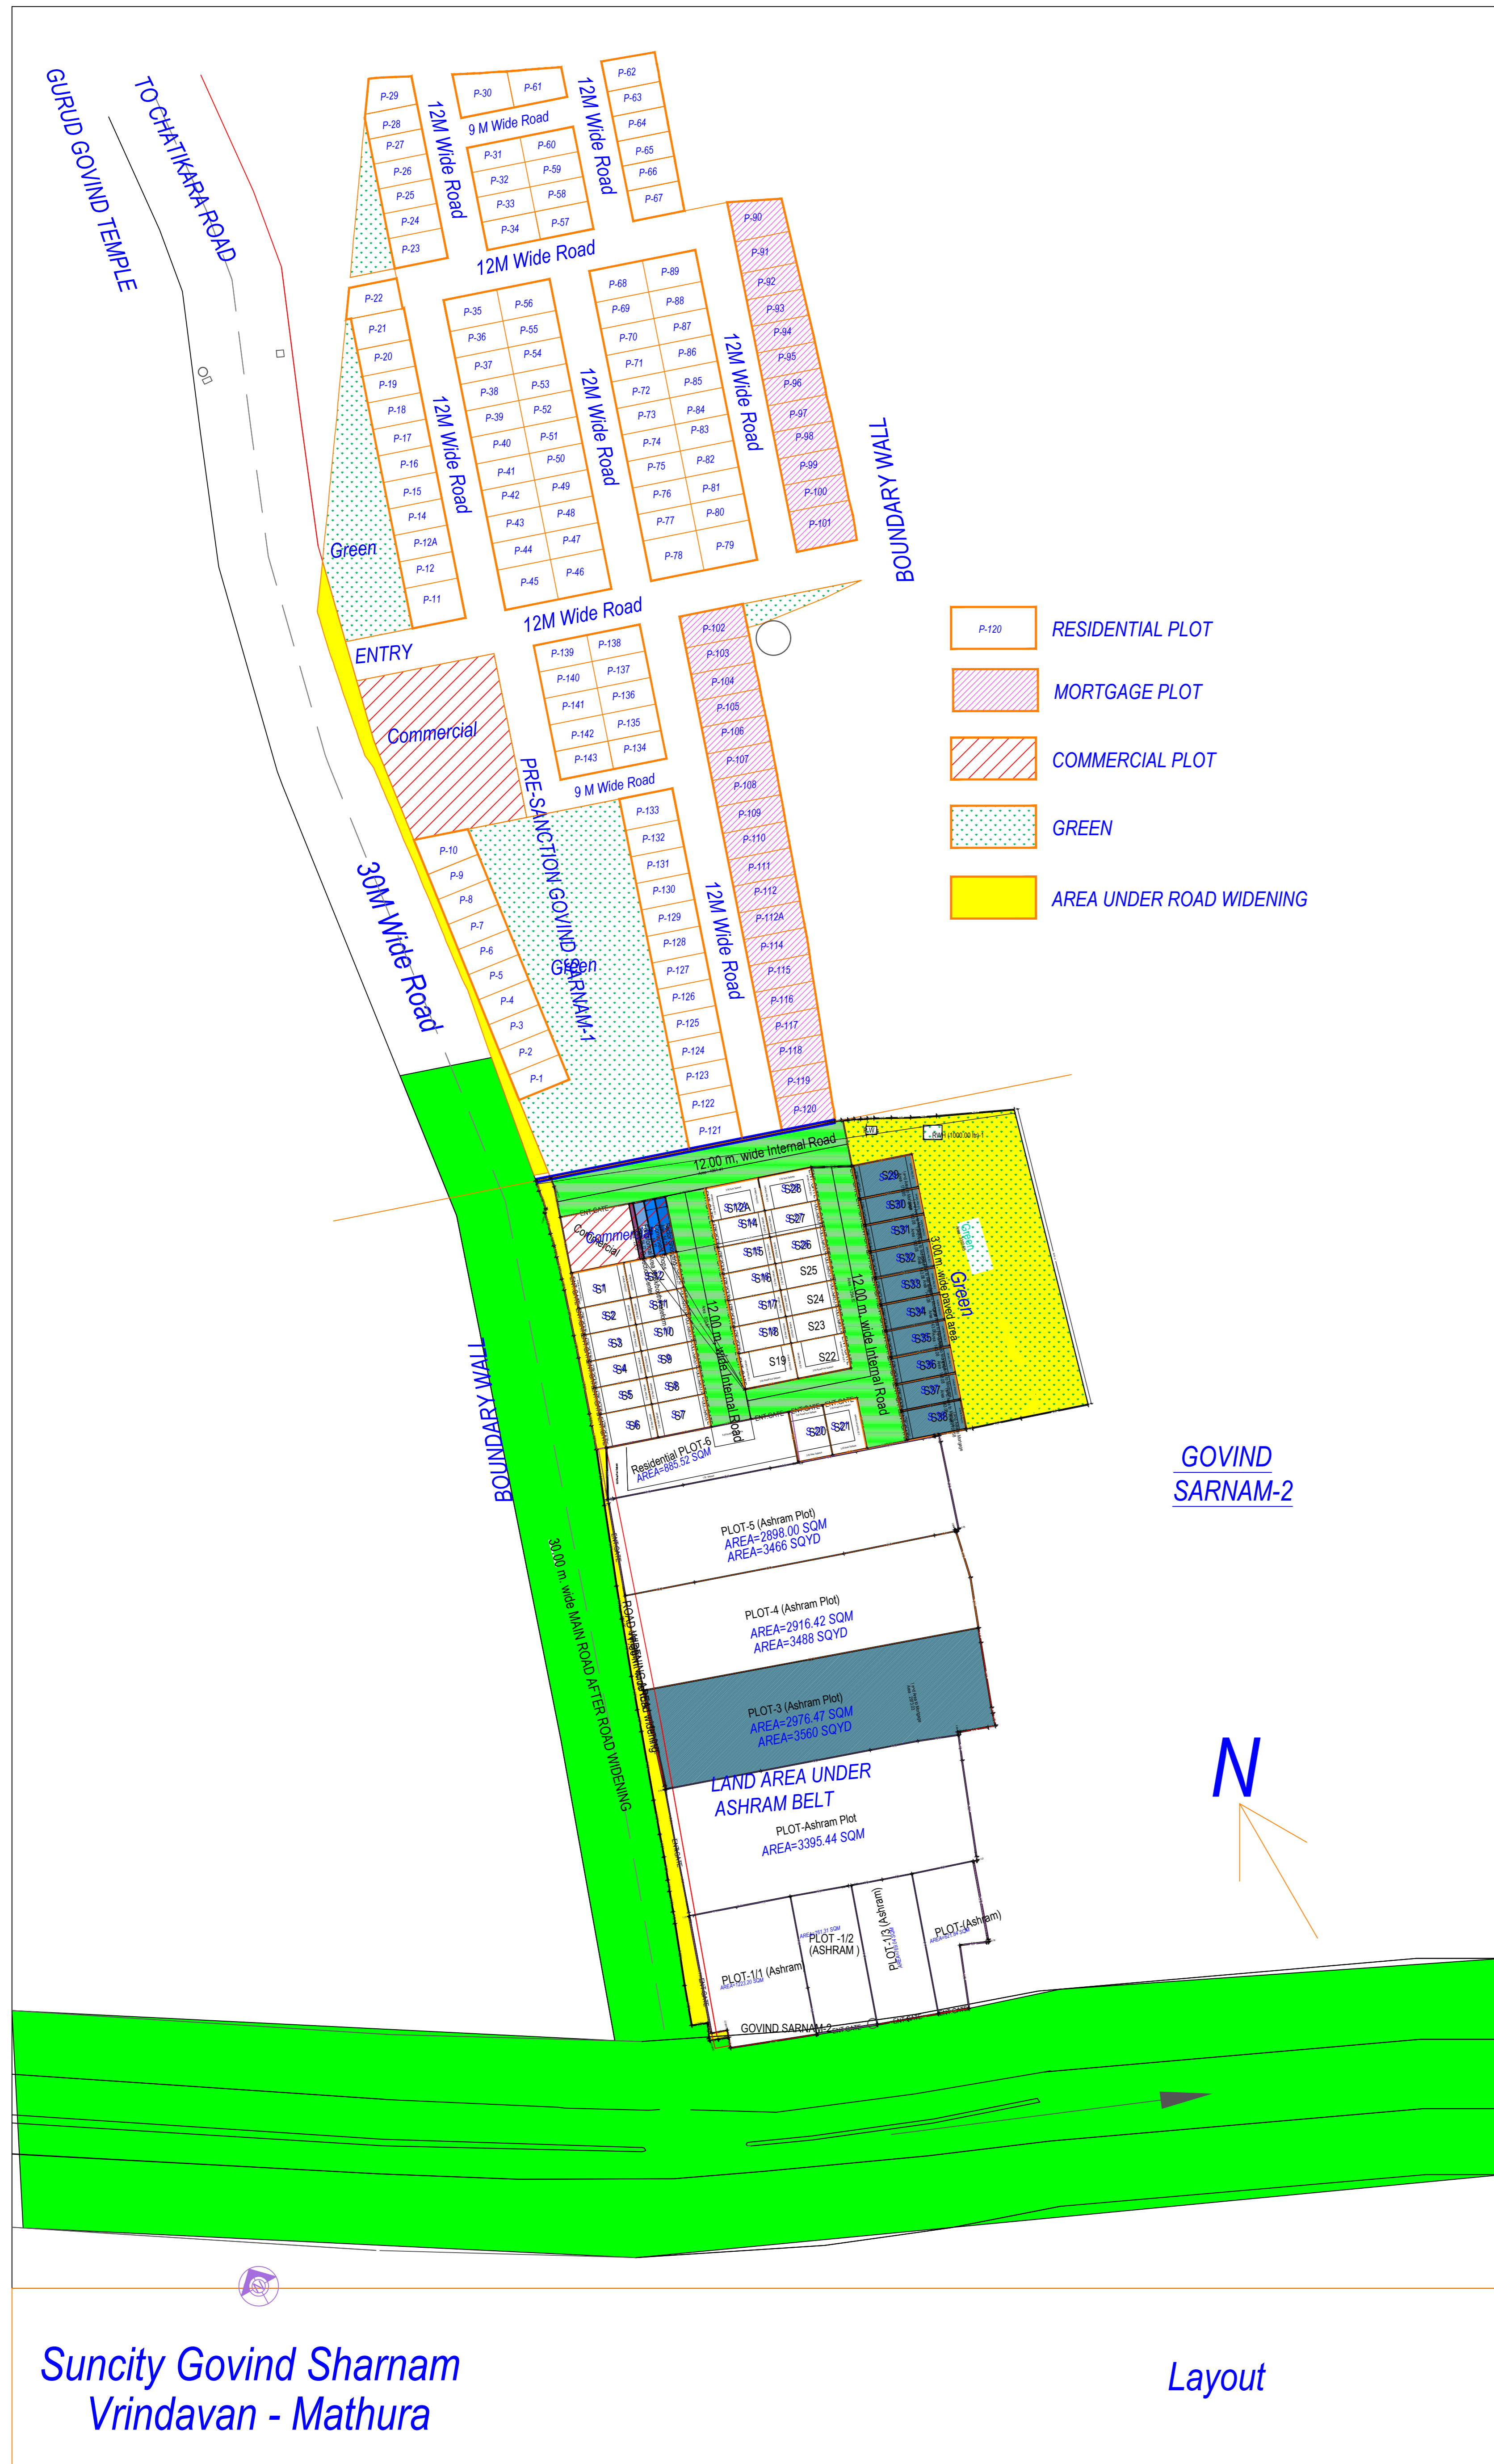 GURUD GOVIND TEMPLE
TO CHATIKARA ROAD
P-29
P-28
P-27
P-26
P-25
P-24
P-23
12M Wide Road
P-30
P-61
9 M Wide Road
P-31
P-60
P-32
P-59
P-33
P-58
P-34
P-57
12M Wide Road
P-62
P-63
P-64
P-65
P-66
P-67
12M Wide Road
P-22
P-21
P-20
P-19
P-18
P-17
P-16
P-15
P-14
P-12A
P-12
P-11
Green
12M Wide Road
P-35
P-56
P-36
P-55
P-37
P-54
P-38
P-53
P-39
P-52
P-40
P-51
P-41
P-50
P-42
P-49
P-43
P-48
P-44
P-47
P-45
P-46
12M Wide Road
P-68
P-89
P-69
P-88
P-70
P-87
P-71
P-86
P-72
P-85
P-73
P-84
P-74
P-83
P-75
P-82
P-76
P-81
P-77
P-80
P-78
P-79
12M Wide Road
P-90
P-91
P-92
P-93
P-94
P-95
P-96
P-97
P-98
P-99
P-100
P-101
BOUNDARY WALL
12M Wide Road
ENTRY
Commercial
P-139
P-138
P-140
P-137
P-141
P-136
P-142
P-135
P-143
P-134
9 M Wide Road
PRE-SANCTION GOVIND SARNAM-1
P-102
P-103
P-104
P-105
P-106
P-107
P-108
P-109
P-110
P-111
P-112
P-112A
P-114
P-115
P-116
P-117
P-118
P-119
P-120
P-120
RESIDENTIAL PLOT
MORTGAGE PLOT
COMMERCIAL PLOT
GREEN
AREA UNDER ROAD WIDENING
30M Wide Road
P-10
P-9
P-8
P-7
P-6
P-5
P-4
P-3
P-2
P-1
Green
P-133
P-132
P-131
P-130
P-129
P-128
P-127
P-126
P-125
P-124
P-123
P-122
P-121
12M Wide Road
12.00 m. wide Internal Road
ENT-GATE
Commercial
Commercial
S1
S2
S3
S4
S5
S6
S12
S11
S10
S9
S8
S7
12.00 m. wide Internal Road
S12A
S14
S15
S16
S17
S18
S19
S28
S27
S26
S25
S24
S23
S22
S20
S21
12.00 m. wide Internal Road
S29
S30
S31
S32
S33
S34
S35
S36
S37
S38
3.00 m. wide paved area
Green
Green
BOUNDARY WALL
Residential PLOT-6
AREA=885.52 SQM
GOVIND
SARNAM-2
PLOT-5 (Ashram Plot)
AREA=2898.00 SQM
AREA=3466 SQYD
30.00 m. wide MAIN ROAD AFTER ROAD WIDENING
ROAD WIDENING AREA
PLOT-4 (Ashram Plot)
AREA=2916.42 SQM
AREA=3488 SQYD
PLOT-3 (Ashram Plot)
AREA=2976.47 SQM
AREA=3560 SQYD
LAND AREA UNDER
ASHRAM BELT
PLOT-Ashram Plot
AREA=3395.44 SQM
N
PLOT-1/1 (Ashram)
PLOT -1/2
(ASHRAM )
PLOT-1/3 (Ashram)
PLOT-(Ashram)
GOVIND SARNAM-2
ENT-GATE
ENT-GATE
ENT-GATE
Suncity Govind Sharnam
Vrindavan - Mathura
Layout